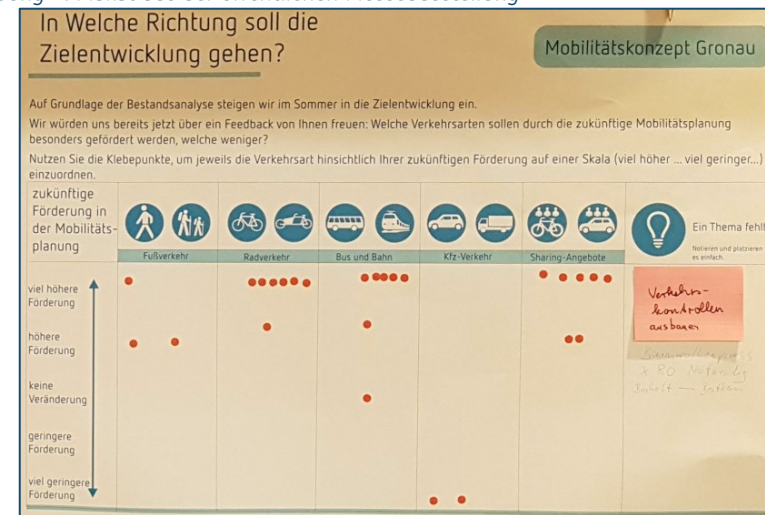 In Welche Richtung soll die
Zielentwicklung gehen?
Mobilitätskonzept Gronau
Auf Grundlage der Bestandsanalyse steigen wir im Sommer in die Zielentwicklung ein.
Wir würden uns bereits jetzt über ein Feedback von Ihnen freuen: Welche Verkehrsarten sollen durch die zukünftige Mobilitätsplanung
besonders gefördert werden, welche weniger?
Nutzen Sie die Klebepunkte, um jeweils die Verkehrsart hinsichtlich Ihrer zukünftigen Förderung auf einer Skala (viel höher ... viel geringer...)
einzuordnen.
zukünftige
Förderung in
der Mobilitäts-
planung
Fußverkehr
Radverkehr
Bus und Bahn
Kfz-Verkehr
Sharing-Angebote
Ein Thema fehlt
Notieren und platzieren
es einfach.
viel höhere
Förderung
höhere
Förderung
keine
Veränderung
geringere
Förderung
viel geringere
Förderung
Verkehrs-
kontrollen
ausbauen